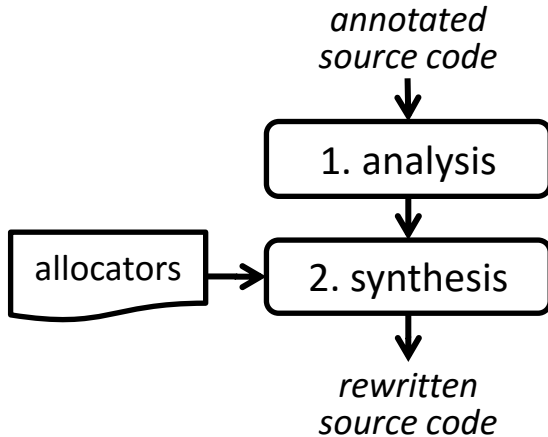 annotated
source code
1. analysis
allocators
2. synthesis
rewritten
source code